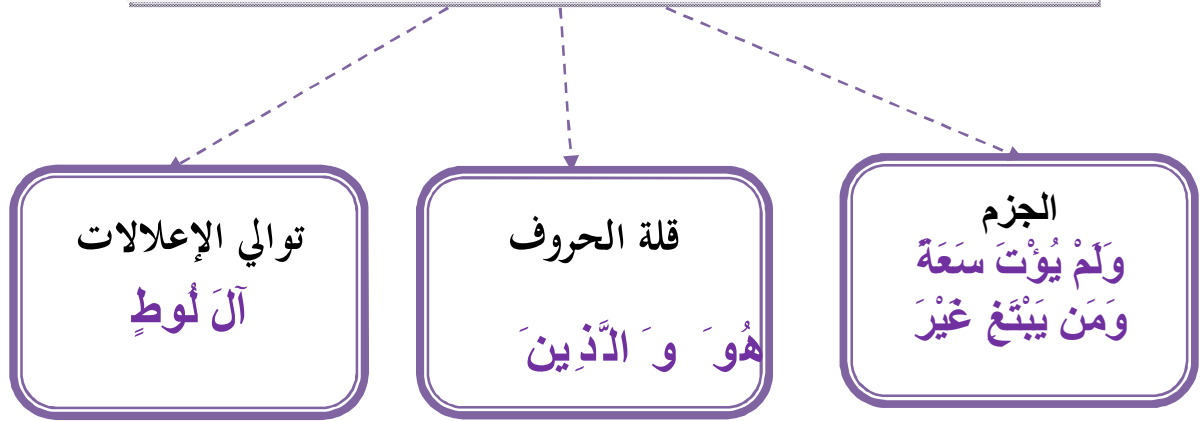 الجزم
وَلَمْ يُؤْتَ سَعَةً
وَمَن يَبْتَغِ غَيْرَ
قلة الحروف
هُوَ وَ الَّذِينَ
توالي الإعلالات
آلَ لُوطٍ